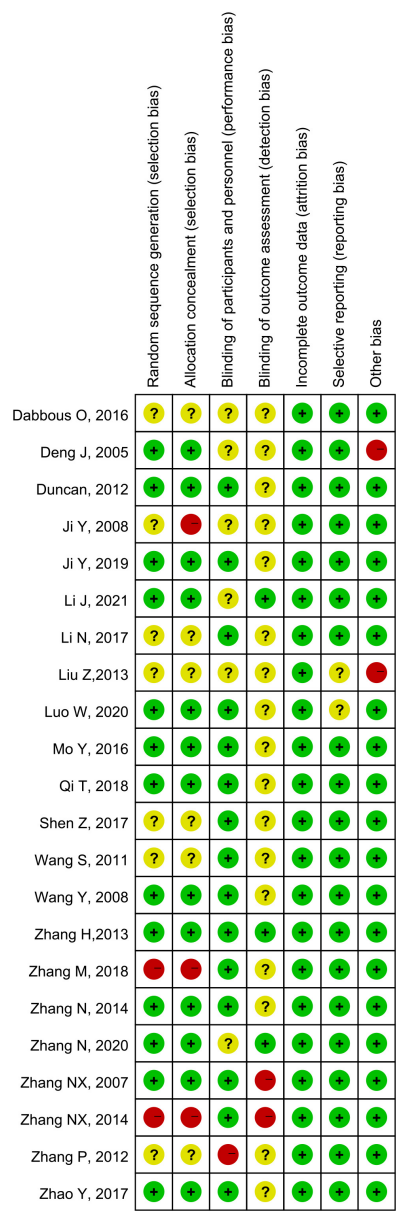 Random sequence generation (selection bias)
Allocation concealment (selection bias)
Blinding of participants and personnel (performance bias)
Blinding of outcome assessment (detection bias)
Incomplete outcome data (attrition bias)
Selective reporting (reporting bias)
Other bias
Dabbous O, 2016 ? ? ? ? + + +
Deng J, 2005 + + ? ? + + -
Duncan, 2012 + + + ? + + +
Ji Y, 2008 ? - ? ? + + +
Ji Y, 2019 + + + ? + + +
Li J, 2021 + + ? + + + +
Li N, 2017 ? ? + ? + + +
Liu Z,2013 ? ? ? ? + ? -
Luo W, 2020 + + + ? + ? +
Mo Y, 2016 + + + ? + + +
Qi T, 2018 + + + ? + + +
Shen Z, 2017 ? ? + ? + + +
Wang S, 2011 ? ? + ? + + +
Wang Y, 2008 + + + ? + + +
Zhang H,2013 + + + + + + +
Zhang M, 2018 - - + ? + + +
Zhang N, 2014 + + + ? + + +
Zhang N, 2020 + + ? + + + +
Zhang NX, 2007 + + + - + + +
Zhang NX, 2014 - - + - + + +
Zhang P, 2012 ? ? - ? + + +
Zhao Y, 2017 + + + ? + + +